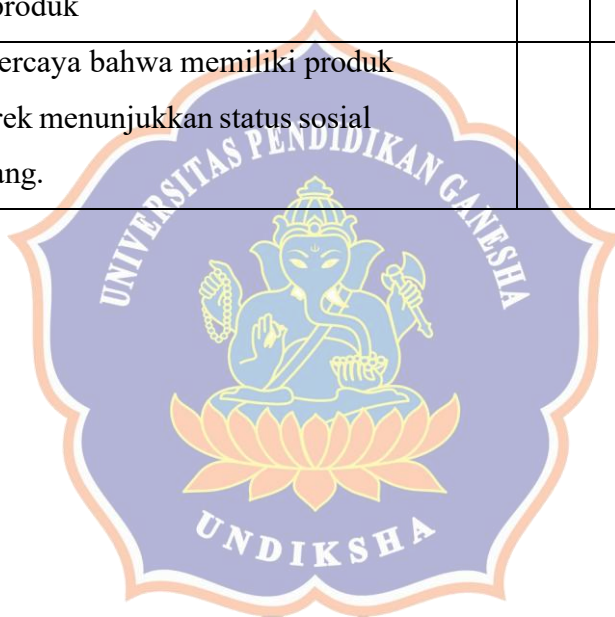 produk
ercaya bahwa memiliki produk
rek menunjukkan status sosial
ang.
UNIVERSITAS PENDIDIKAN GANESHA
UNDIKSHA